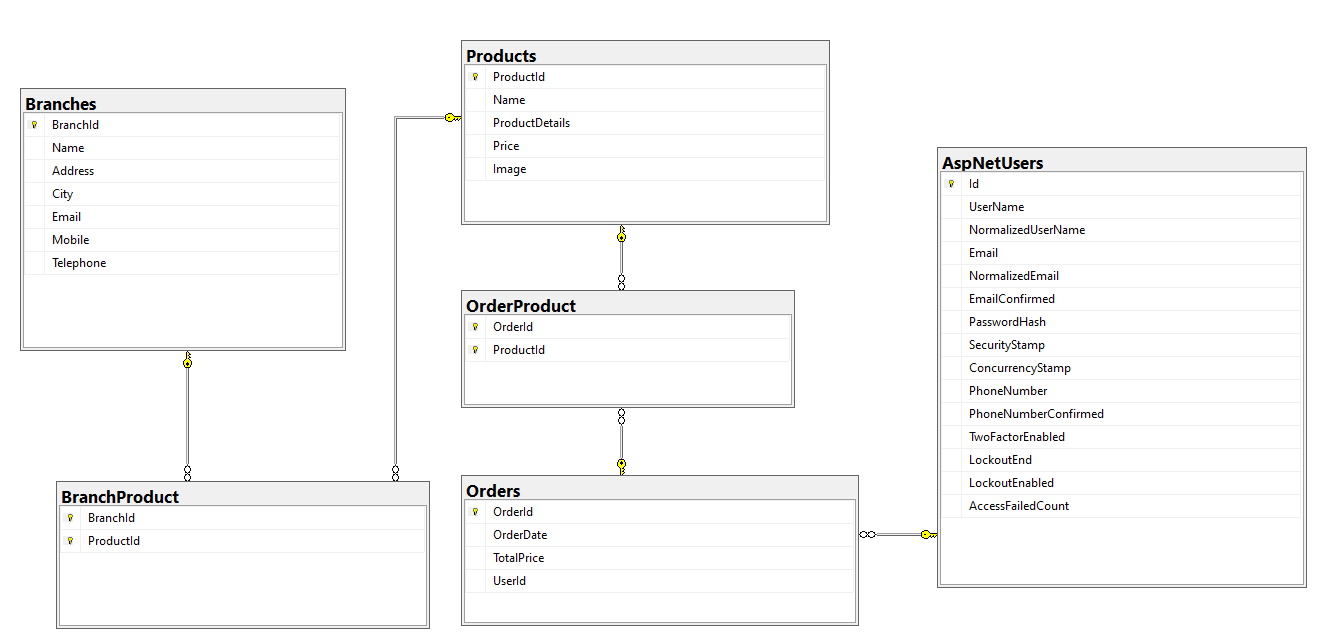 Products
ProductId
Name
ProductDetails
Price
Image
Branches
BranchId
Name
Address
City
Email
Mobile
Telephone
AspNetUsers
Id
UserName
NormalizedUserName
Email
NormalizedEmail
EmailConfirmed
PasswordHash
SecurityStamp
ConcurrencyStamp
PhoneNumber
PhoneNumberConfirmed
TwoFactorEnabled
LockoutEnd
LockoutEnabled
AccessFailedCount
OrderProduct
OrderId
ProductId
BranchProduct
BranchId
ProductId
Orders
OrderId
OrderDate
TotalPrice
UserId